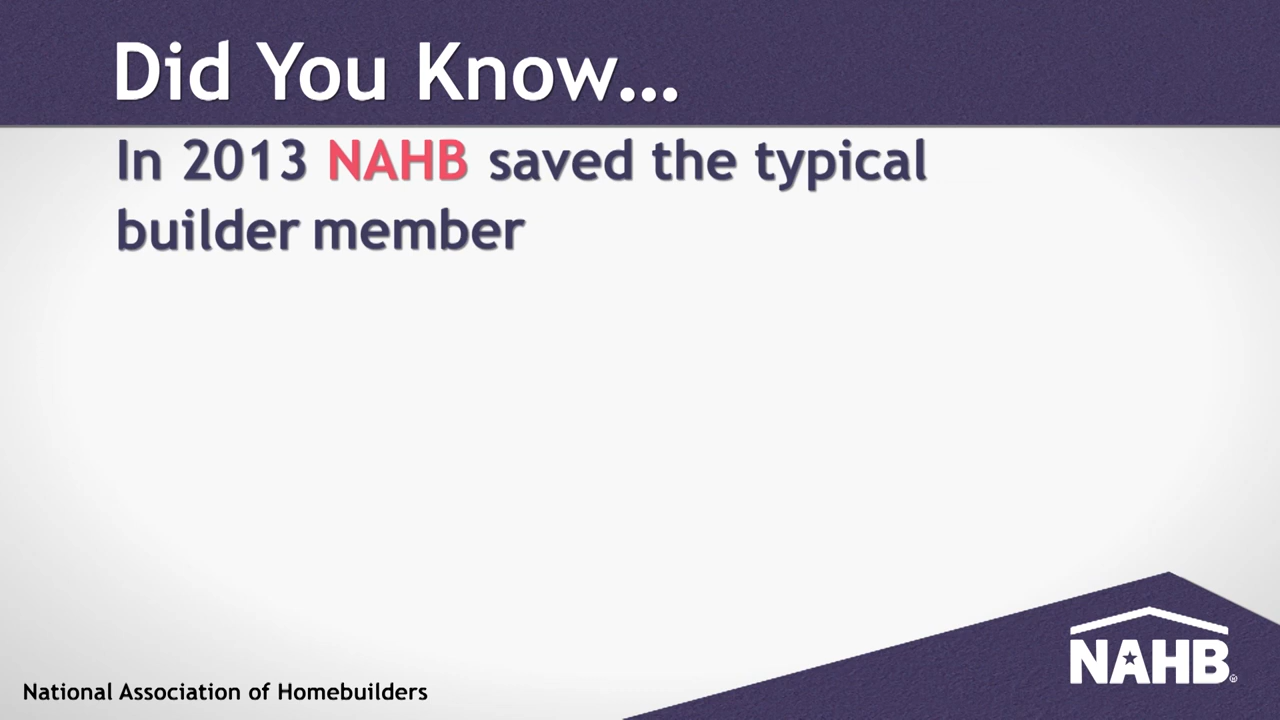 Did You Know...
In 2013 NAHB saved the typical
builder member
NAHB®
National Association of Homebuilders